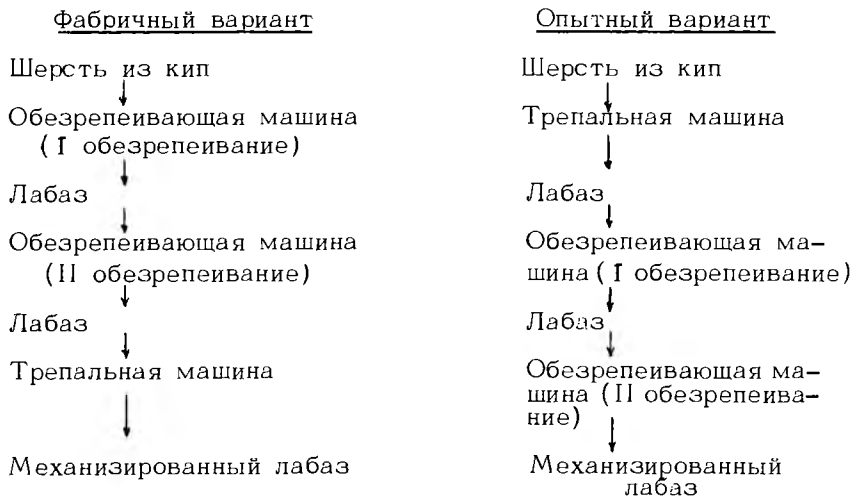 Фабричный вариант
Шерсть из кип
Обезрепеивающая машина
(I обезрепеивание)
Лабаз
Обезрепеивающая машина
(II обезрепеивание)
Лабаз
Трепальная машина
Механизированный лабаз
Опытный вариант
Шерсть из кип
Трепальная машина
Лабаз
Обезрепеивающая ма–
шина (I обезрепеивание)
Лабаз
Обезрепеивающая ма–
шина (II обезрепеива–
ние)
Механизированный
лабаз